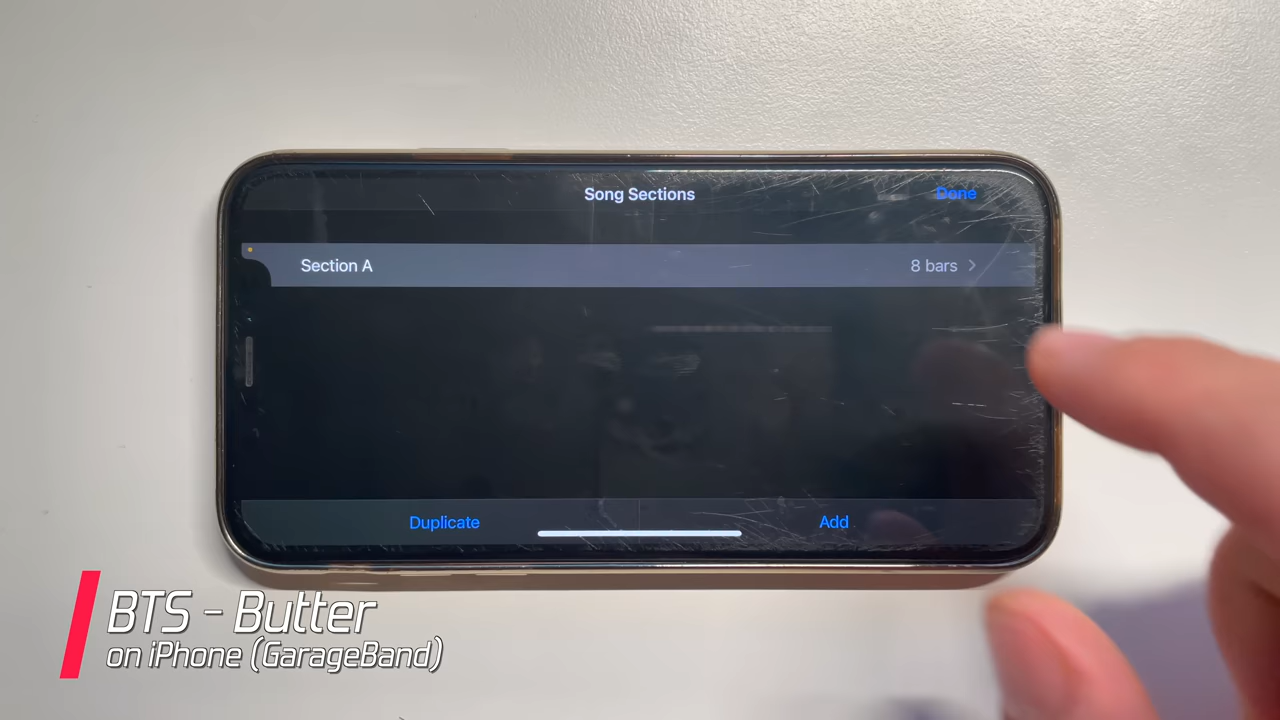 Song Sections
Done
Section A
8 bars
Duplicate
Add
BTS - Butter
on iPhone (GarageBand)